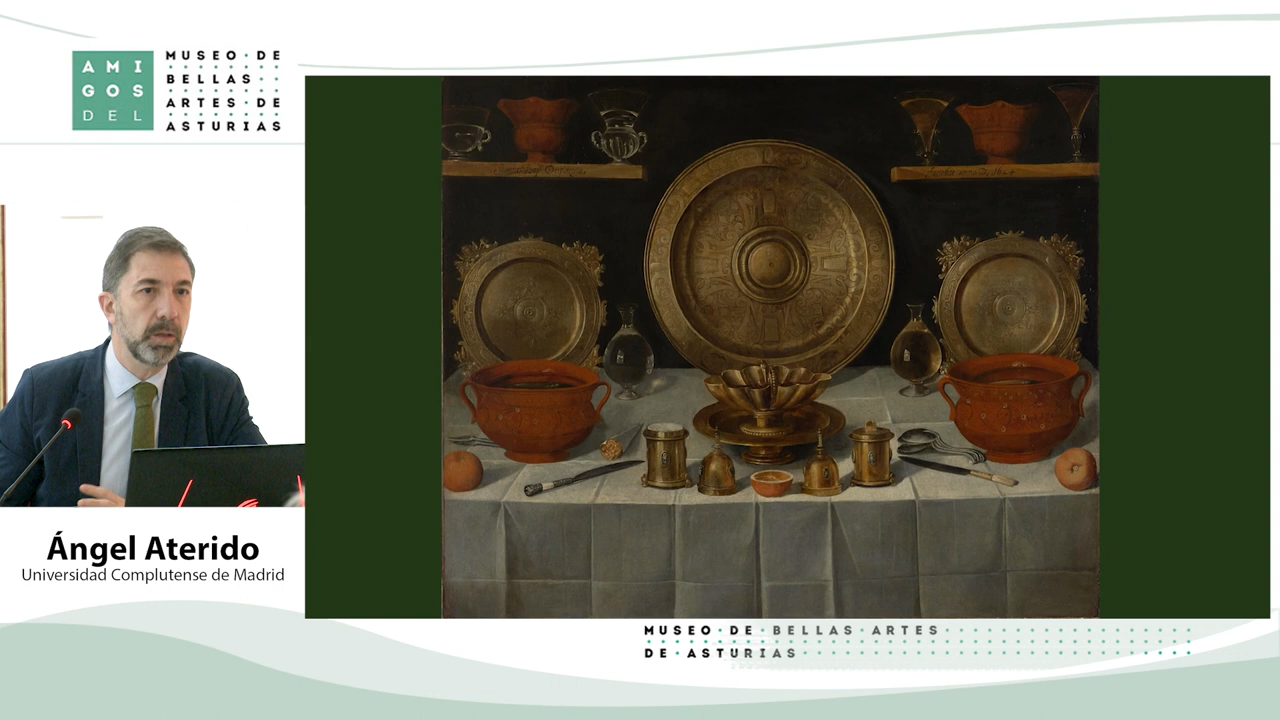 AMI
GOS
DEL
MUSEO DE
BELLAS
ARTES DE
ASTURIAS
Ángel Aterido
Universidad Complutense de Madrid
MUSEO DE BELLAS ARTES
DE ASTURIAS